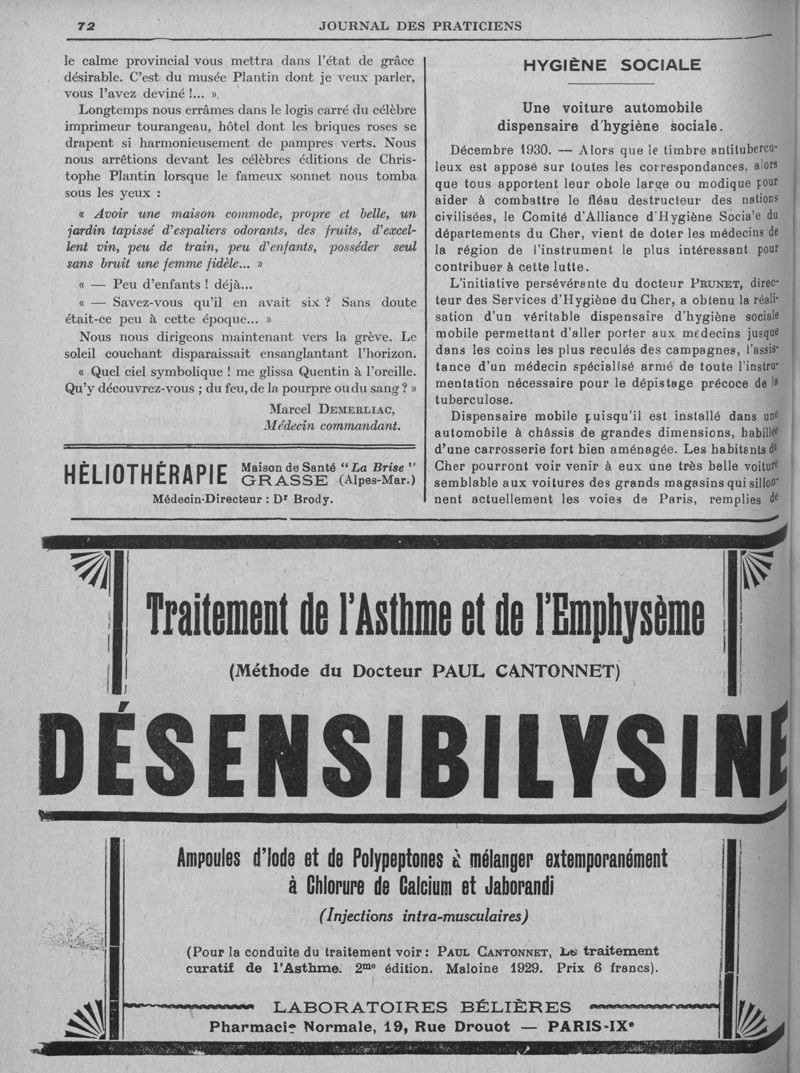 72
JOURNAL DES PRATICIENS
le calme provincial vous mettra dans l'état de grâce
désirable. C'est du musée Plantin dont je veux parler,
vous l'avez deviné !... ».
Longtemps nous errâmes dans le logis carré du célèbre
imprimeur tourangeau, hôtel dont les briques roses se
drapent si harmonieusement de pampres verts. Nous
nous arrêtions devant les célèbres éditions de Chris-
tophe Plantin lorsque le fameux sonnet nous tomba
sous les yeux :
« Avoir une maison commode, propre et belle, un
jardin tapissé d'espaliers odorants, des fruits, d'excel-
lent vin, peu de train, peu d'enfants, posséder seul
sans bruit une femme fidèle... »
« — Peu d'enfants ! déjà...
« — Savez-vous qu'il en avait six ? Sans doute
était-ce peu à cette époque... »
Nous nous dirigeons maintenant vers la grève. Le
soleil couchant disparaissait ensanglantant l'horizon.
« Quel ciel symbolique ! me glissa Quentin à l'oreille.
Qu'y découvrez-vous ; du feu, de la pourpre ou du sang ? »
Marcel DEMERLIAC,
Médecin commandant.
HÉLIOTHÉRAPIE Maison de Santé "La Brise"
GRASSE (Alpes-Mar.)
Médecin-Directeur : Dr Brody.
HYGIÈNE SOCIALE
Une voiture automobile
dispensaire d'hygiène sociale.
Décembre 1930. — Alors que le timbre antitubercu-
leux est apposé sur toutes les correspondances, alors
que tous apportent leur obole large ou modique pour
aider à combattre le fléau destructeur des nations
civilisées, le Comité d'Alliance d'Hygiène Sociale du
départements du Cher, vient de doter les médecins de
la région de l'instrument le plus intéressant pour
contribuer à cette lutte.
L'initiative persévérante du docteur PRUNET, direc-
teur des Services d'Hygiène du Cher, a obtenu la réali-
sation d'un véritable dispensaire d'hygiène sociale
mobile permettant d'aller porter aux médecins jusque
dans les coins les plus reculés des campagnes, l'assis-
tance d'un médecin spécialisé armé de toute l'instru-
mentation nécessaire pour le dépistage précoce de la
tuberculose.
Dispensaire mobile puisqu'il est installé dans une
automobile à châssis de grandes dimensions, habillée
d'une carrosserie fort bien aménagée. Les habitants du
Cher pourront voir venir à eux une très belle voiture
semblable aux voitures des grands magasins qui sillon-
nent actuellement les voies de Paris, remplies de
Traitement de l'Asthme et de l'Emphysème
(Méthode du Docteur PAUL CANTONNET)
DÉSENSIBILYSINE
Ampoules d'Iode et de Polypeptones à mélanger extemporanément
à Chlorure de Calcium et Jaborandi
(Injections intra-musculaires)
(Pour la conduite du traitement voir : PAUL CANTONNET, Le traitement
curatif de l'Asthme. 2me édition. Maloine 1929. Prix 6 francs).
LABORATOIRES BÉLIÈRES
Pharmacie Normale, 19, Rue Drouot — PARIS-IXe